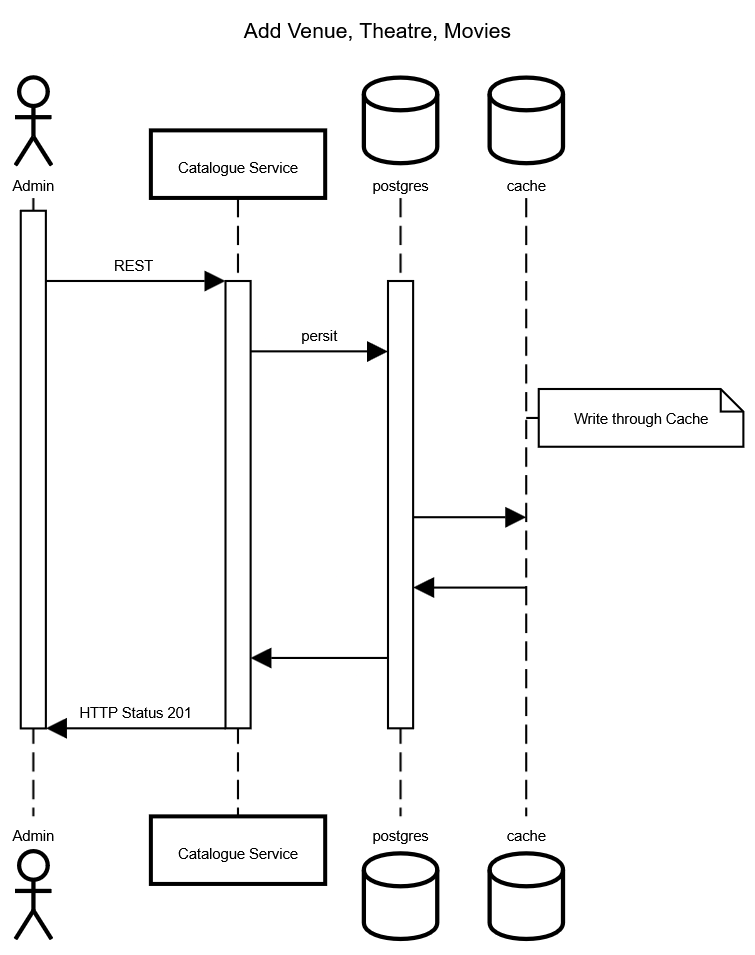 Add Venue, Theatre, Movies
Admin
Catalogue Service
postgres
cache
REST
persit
Write through Cache
HTTP Status 201
Admin
Catalogue Service
postgres
cache